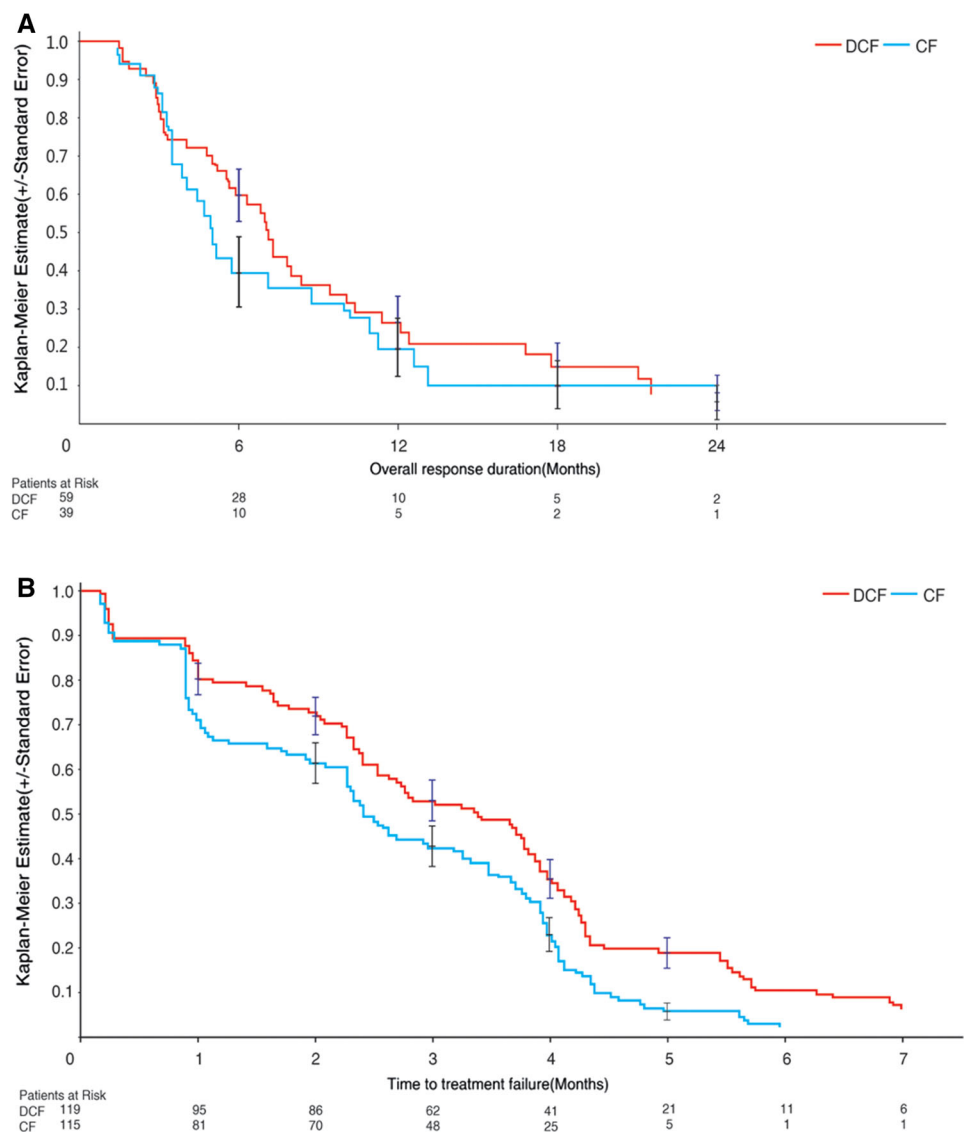 A
Kaplan-Meier Estimate(+/-Standard Error)
DCF CF
1.0
0.9
0.8
0.7
0.6
0.5
0.4
0.3
0.2
0.1
0 6 12 18 24
Overall response duration(Months)
Patients at Risk
DCF 59 28 10 5 2
CF 39 10 5 2 1
B
Kaplan-Meier Estimate(+/-Standard Error)
DCF CF
1.0
0.9
0.8
0.7
0.6
0.5
0.4
0.3
0.2
0.1
0 1 2 3 4 5 6 7
Time to treatment failure(Months)
Patients at Risk
DCF 119 95 86 62 41 21 11 6
CF 115 81 70 48 25 5 1 1